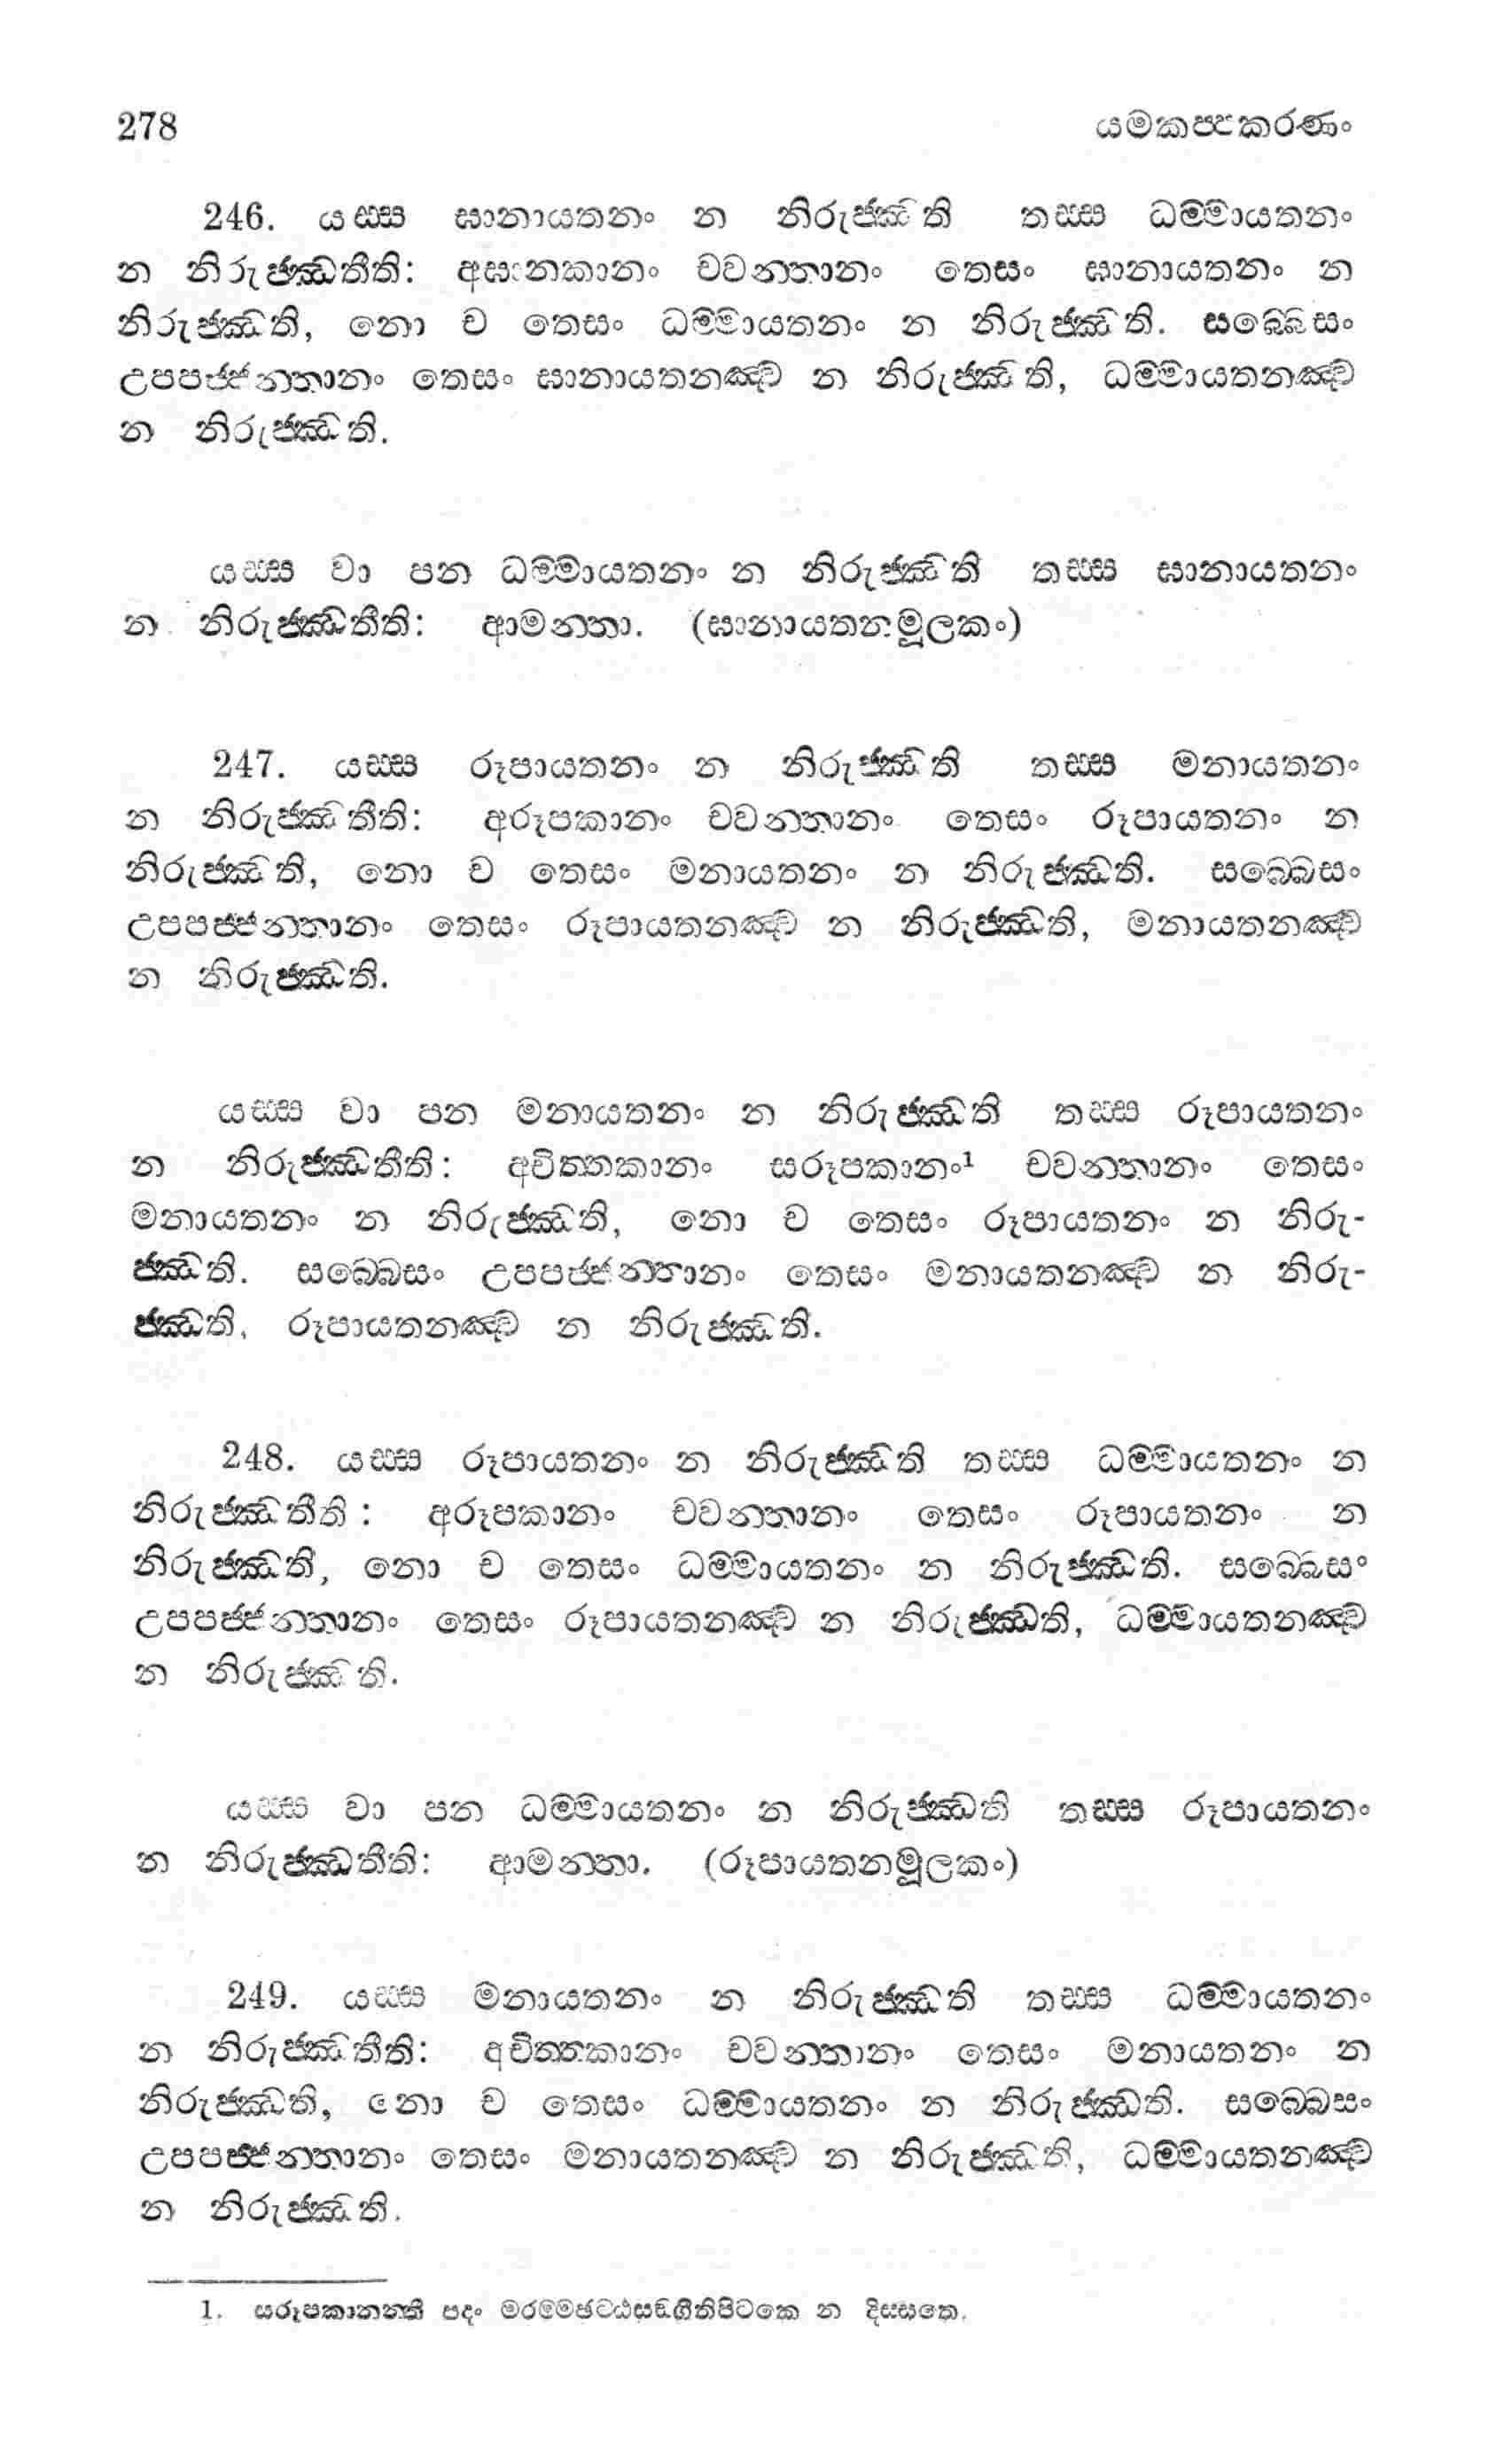 278 යමකප්පකරණං
246. යස්ස ඝානායතනං න නිරුජ්ඣති තස්ස ධම්මායතනං
න නිරුජ්ඣතීති: අඝානකානං චවන්තානං තෙසං ඝානායතනං න
නිරුජ්ඣති, නො ච තෙසං ධම්මායතනං න නිරුජ්ඣති. සබ්බෙසං
උපපජ්ජන්තානං තෙසං ඝානායතනඤ්ච න නිරුජ්ඣති, ධම්මායතනඤ්ච
න නිරුජ්ඣති.
යස්ස වා පන ධම්මායතනං න නිරුජ්ඣති තස්ස ඝානායතනං
න නිරුජ්ඣතීති: ආමන්තා. (ඝානායතනමූලකං)
247. යස්ස රූපායතනං න නිරුජ්ඣති තස්ස මනායතනං
න නිරුජ්ඣතීති: අරූපකානං චවන්තානං තෙසං රූපායතනං න
නිරුජ්ඣති, නො ච තෙසං මනායතනං න නිරුජ්ඣති. සබ්බෙසං
උපපජ්ජන්තානං තෙසං රූපායතනඤ්ච න නිරුජ්ඣති, මනායතනඤ්ච
න නිරුජ්ඣති.
යස්ස වා පන මනායතනං න නිරුජ්ඣති තස්ස රූපායතනං
න නිරුජ්ඣතීති: අචිත්තකානං සරූපකානං¹ චවන්තානං තෙසං
මනායතනං න නිරුජ්ඣති, නො ච තෙසං රූපායතනං න නිරු-
ජ්ඣති. සබ්බෙසං උපපජ්ජන්තානං තෙසං මනායතනඤ්ච න නිරු-
ජ්ඣති, රූපායතනඤ්ච න නිරුජ්ඣති.
248. යස්ස රූපායතනං න නිරුජ්ඣති තස්ස ධම්මායතනං න
නිරුජ්ඣතීති: අරූපකානං චවන්තානං තෙසං රූපායතනං න
නිරුජ්ඣති, නො ච තෙසං ධම්මායතනං න නිරුජ්ඣති. සබ්බෙසං
උපපජ්ජන්තානං තෙසං රූපායතනඤ්ච න නිරුජ්ඣති, ධම්මායතනඤ්ච
න නිරුජ්ඣති.
යස්ස වා පන ධම්මායතනං න නිරුජ්ඣති තස්ස රූපායතනං
න නිරුජ්ඣතීති: ආමන්තා. (රූපායතනමූලකං)
249. යස්ස මනායතනං න නිරුජ්ඣති තස්ස ධම්මායතනං
න නිරුජ්ඣතීති: අචිත්තකානං චවන්තානං තෙසං මනායතනං න
නිරුජ්ඣති, නො ච තෙසං ධම්මායතනං න නිරුජ්ඣති. සබ්බෙසං
උපපජ්ජන්තානං තෙසං මනායතනඤ්ච න නිරුජ්ඣති, ධම්මායතනඤ්ච
න නිරුජ්ඣති.
1. සරූපකානන්තී පදං මරම්මඡට්ඨසඞ්ගීතිපිටකෙ න දිස්සතෙ.